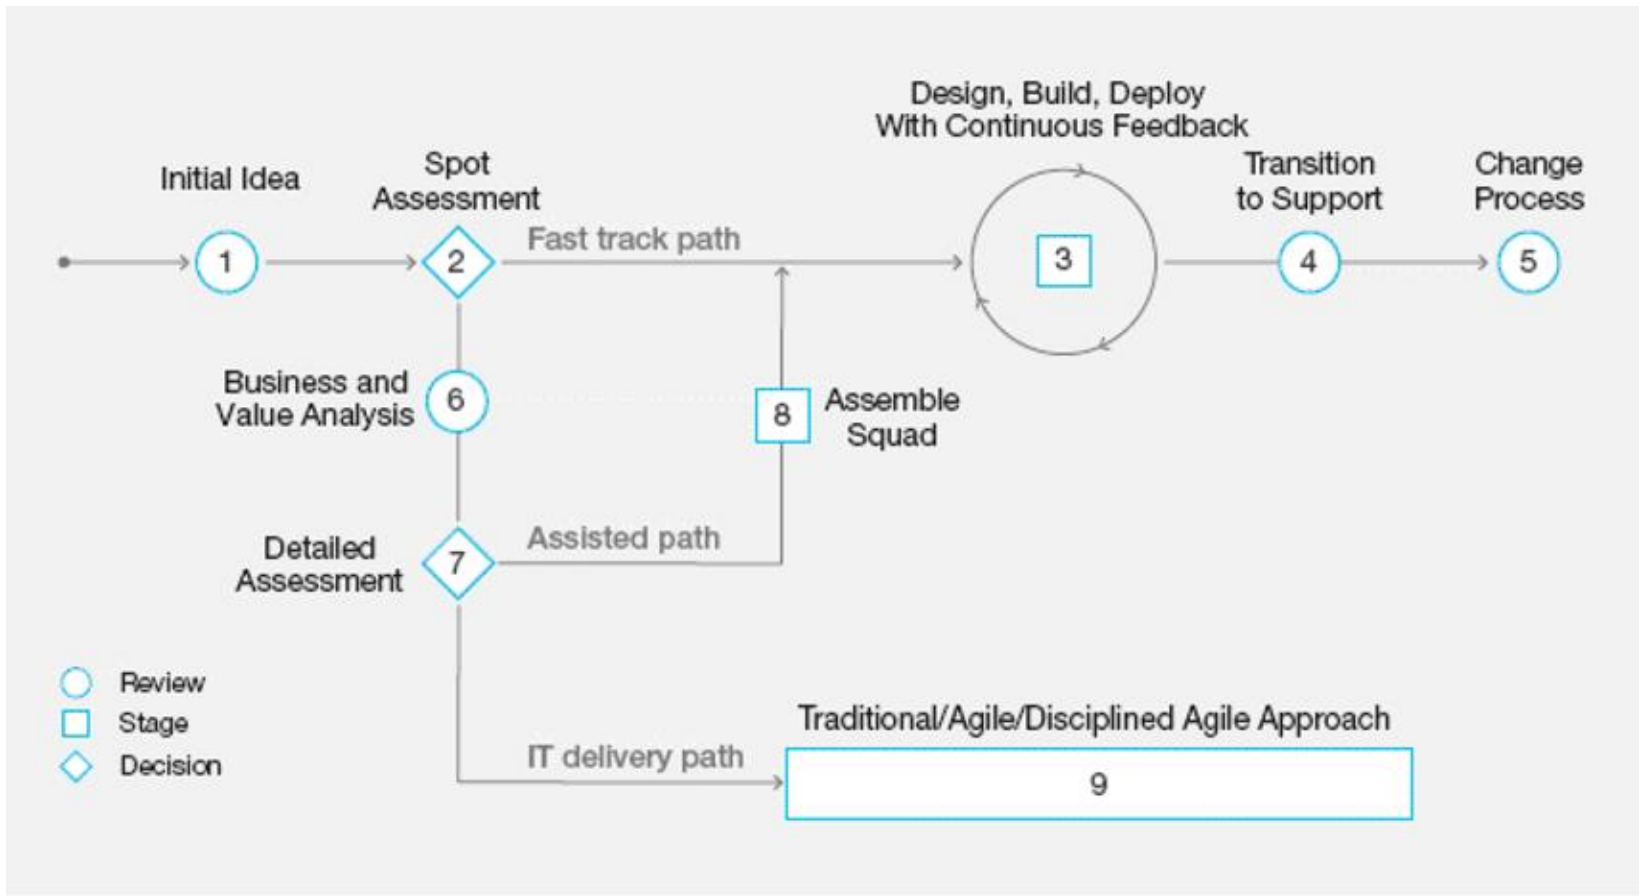 Design, Build, Deploy
With Continuous Feedback
Initial Idea
Spot
Assessment
Transition
to Support
Change
Process
Fast track path
1
2
3
4
5
Business and
Value Analysis
6
8
Assemble
Squad
Detailed
Assessment
7
Assisted path
Review
Stage
Decision
Traditional/Agile/Disciplined Agile Approach
IT delivery path
9